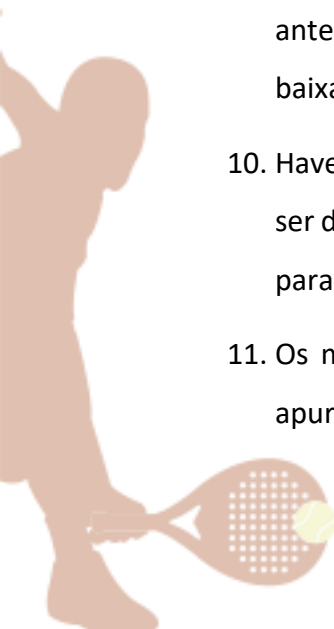 ante
baixa
10. Have
ser d
para
11. Os
apur